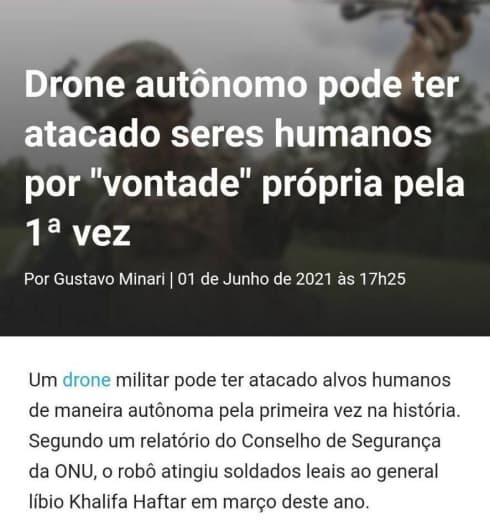 Drone autônomo pode ter
atacado seres humanos
por "vontade" própria pela
1ª vez
Por Gustavo Minari | 01 de Junho de 2021 às 17h25
Um drone militar pode ter atacado alvos humanos
de maneira autônoma pela primeira vez na história.
Segundo um relatório do Conselho de Segurança
da ONU, o robô atingiu soldados leais ao general
líbio Khalifa Haftar em março deste ano.